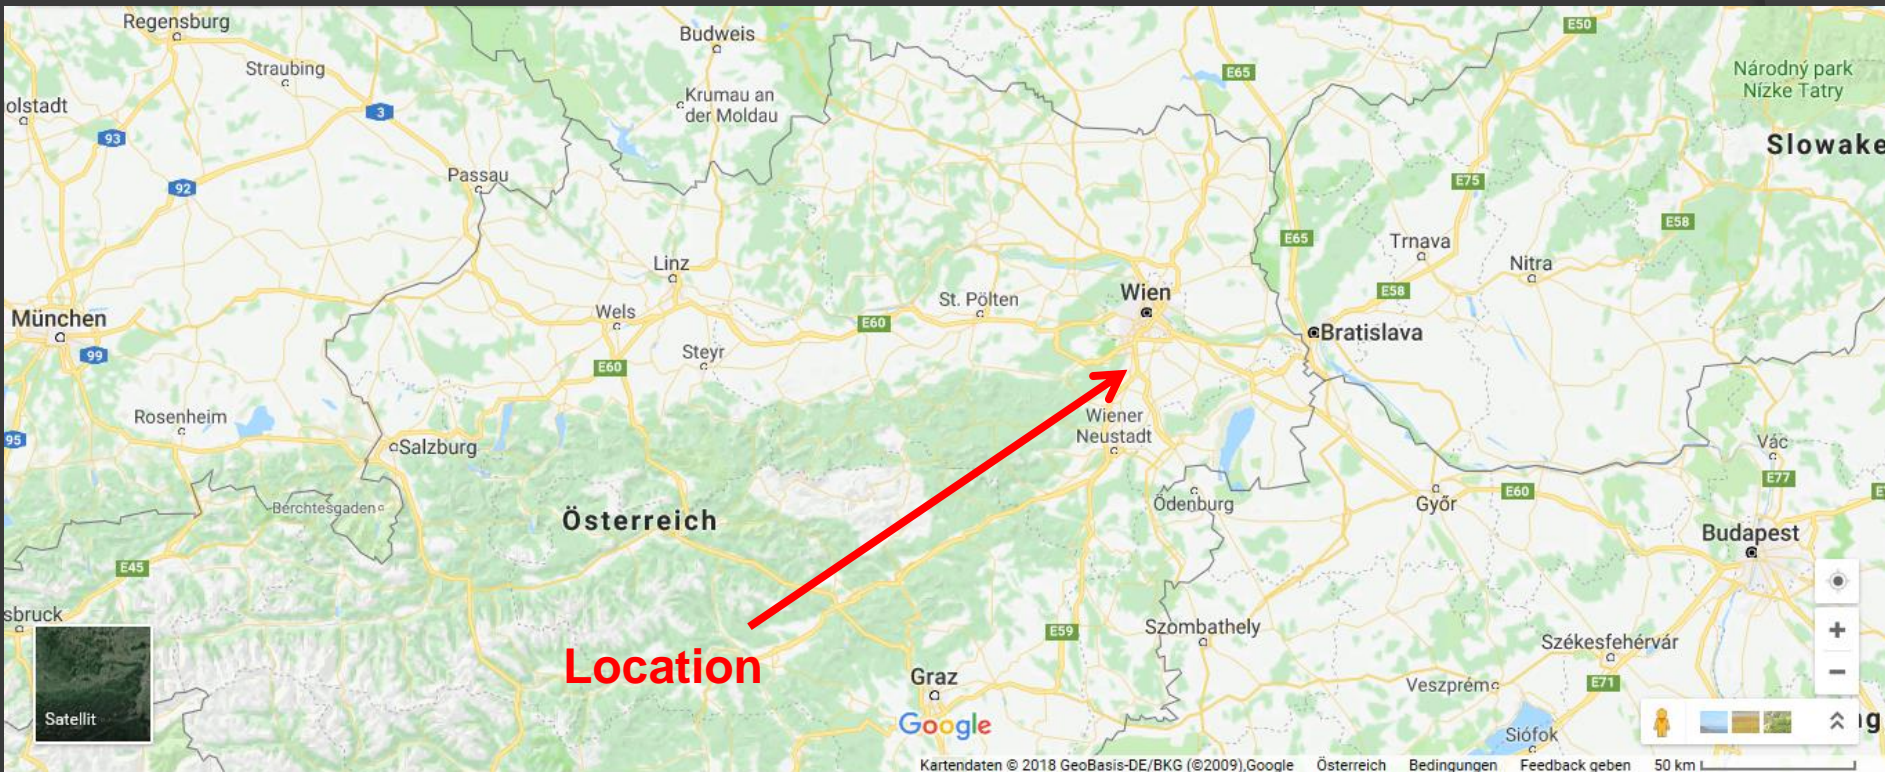 Regensburg
Budweis
E50
Straubing
E65
Národný park
Nízke Tatry
olstadt
3
Krumau an
der Moldau
93
Slowake
Passau
92
E75
E58
E65
Trnava
Linz
Nitra
St. Pölten
Wien
E58
München
Wels
E60
Bratislava
99
Steyr
E60
Rosenheim
Wiener
Neustadt
95
Salzburg
Vác
E77
E60
Berchtesgaden
Ödenburg
Győr
Österreich
Budapest
E45
sbruck
Szombathely
E59
Székesfehérvár
Location
Graz
Veszprém
E71
Satellit
Google
Siófok
ng
Kartendaten © 2018 GeoBasis-DE/BKG (©2009),Google Österreich Bedingungen Feedback geben 50 km